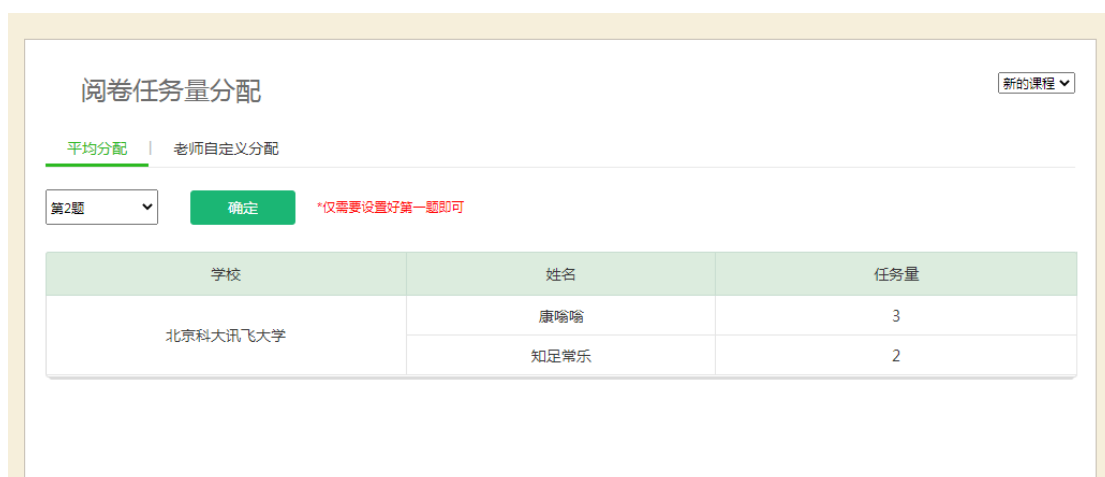 阅卷任务量分配
新的课程
平均分配 | 老师自定义分配
第2题 确定 *仅需要设置好第一题即可
学校 姓名 任务量
北京科大讯飞大学
康嗡嗡 3
知足常乐 2